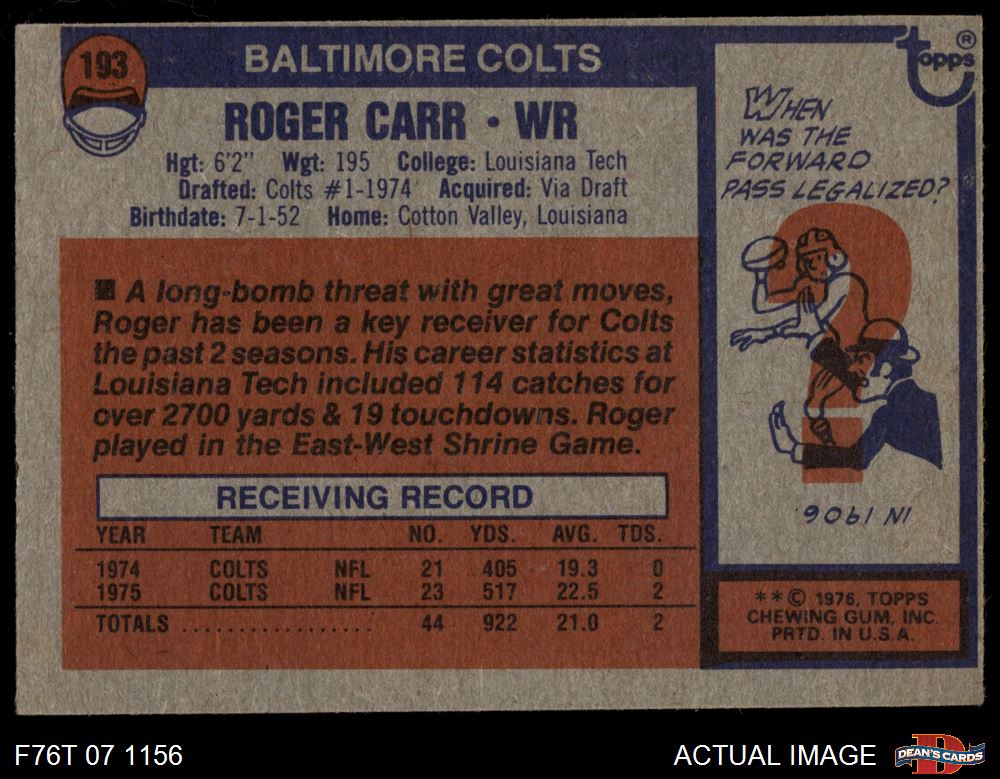 193
BALTIMORE COLTS
ROGER CARR • WR
Hgt: 6'2" Wgt: 195 College: Louisiana Tech
Drafted: Colts #1-1974 Acquired: Via Draft
Birthdate: 7-1-52 Home: Cotton Valley, Louisiana
■ A long-bomb threat with great moves,
Roger has been a key receiver for Colts
the past 2 seasons. His career statistics at
Louisiana Tech included 114 catches for
over 2700 yards & 19 touchdowns. Roger
played in the East-West Shrine Game.
RECEIVING RECORD
YEAR TEAM NO. YDS. AVG. TDS.
1974 COLTS NFL 21 405 19.3 0
1975 COLTS NFL 23 517 22.5 2
TOTALS .................. 44 922 21.0 2
topps®
WHEN
WAS THE
FORWARD
PASS LEGALIZED?
?
IN 1906
**© 1976, TOPPS
CHEWING GUM, INC.
PRTD. IN U.S.A.
F76T 07 1156
ACTUAL IMAGE
DEAN'S CARDS